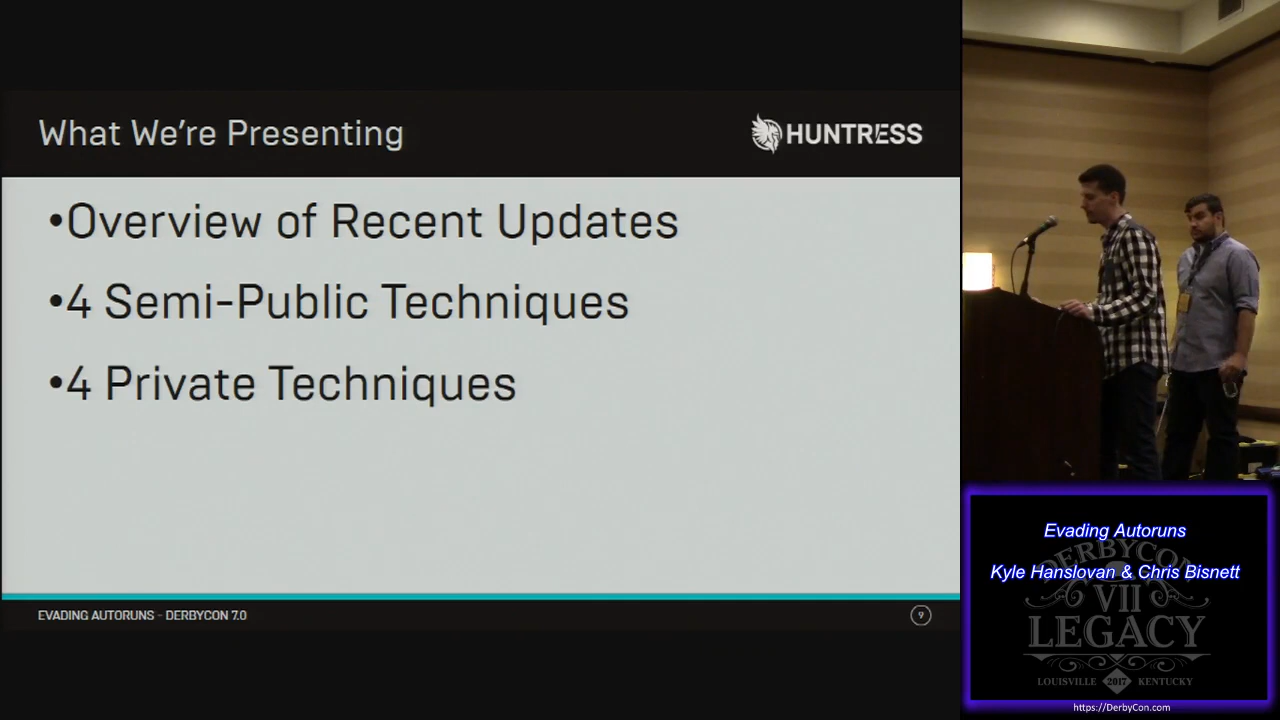 What We're Presenting
HUNTRESS
•Overview of Recent Updates
•4 Semi-Public Techniques
•4 Private Techniques
EVADING AUTORUNS - DERBYCON 7.0
9
Evading Autoruns
Kyle Hanslovan & Chris Bisnett
DERBYCON
VII
LEGACY
LOUISVILLE 2017 KENTUCKY
https://DerbyCon.com